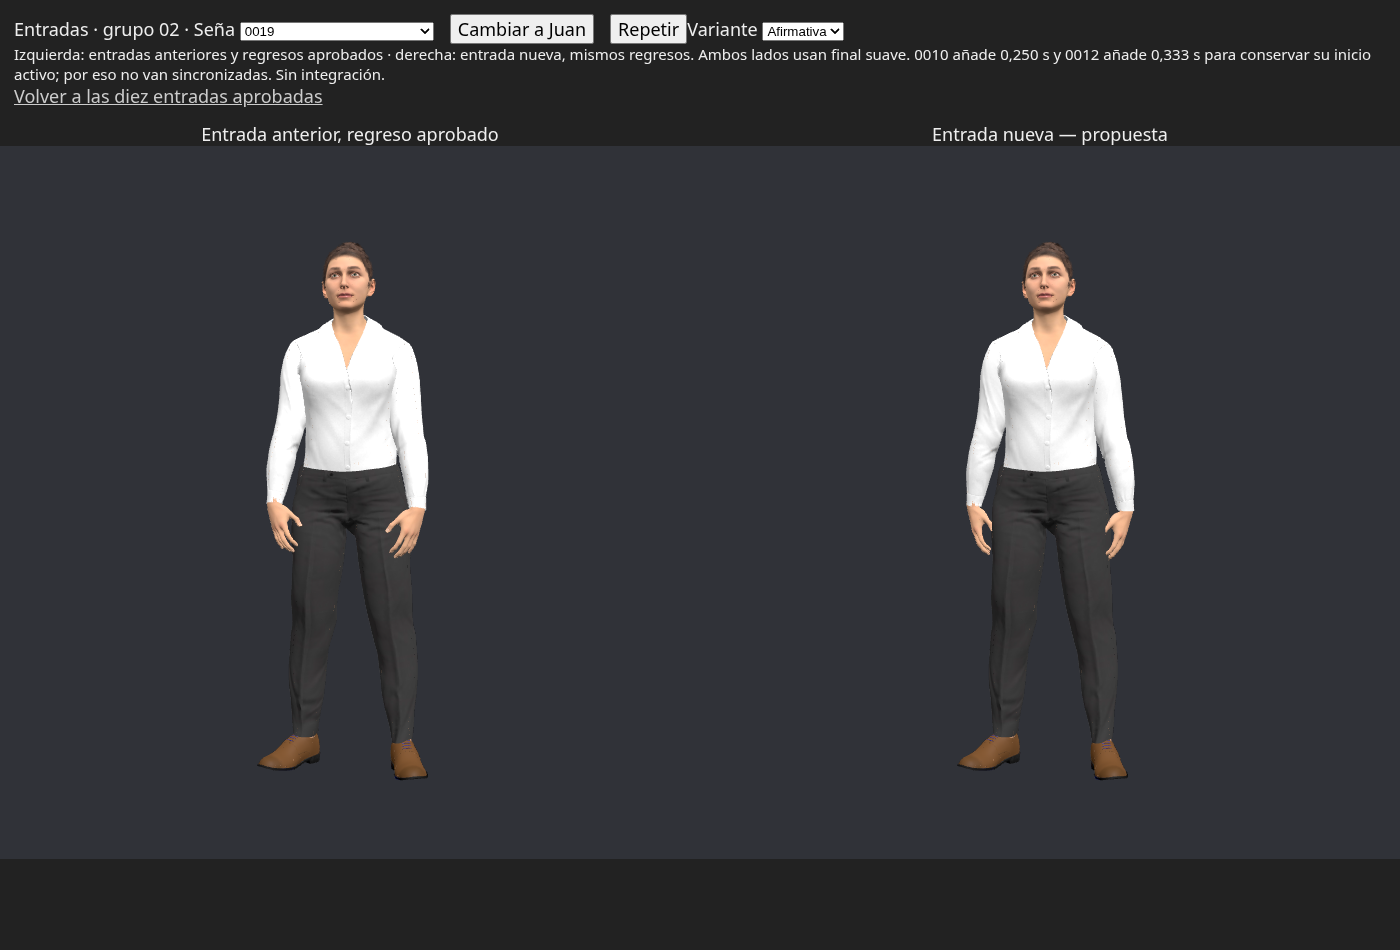 Entradas · grupo 02 · Seña 0019 Cambiar a Juan Repetir Variante Afirmativa
Izquierda: entradas anteriores y regresos aprobados · derecha: entrada nueva, mismos regresos. Ambos lados usan final suave. 0010 añade 0,250 s y 0012 añade 0,333 s para conservar su inicio
activo; por eso no van sincronizadas. Sin integración.
Volver a las diez entradas aprobadas
Entrada anterior, regreso aprobado
Entrada nueva — propuesta